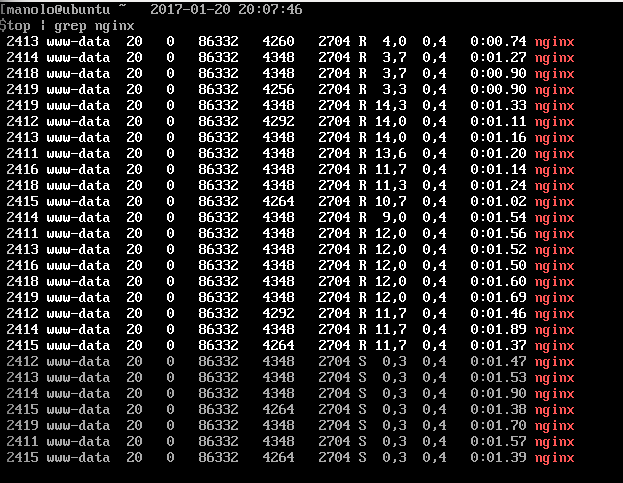 [manolo@ubuntu ~   2017-01-20 20:07:46
$top | grep nginx
2413 www-data  20   0   86332   4260   2704 R  4,0  0,4   0:00.74 nginx
2414 www-data  20   0   86332   4348   2704 R  3,7  0,4   0:01.27 nginx
2418 www-data  20   0   86332   4348   2704 R  3,7  0,4   0:00.90 nginx
2419 www-data  20   0   86332   4256   2704 R  3,3  0,4   0:00.90 nginx
2419 www-data  20   0   86332   4348   2704 R 14,3  0,4   0:01.33 nginx
2412 www-data  20   0   86332   4292   2704 R 14,0  0,4   0:01.11 nginx
2413 www-data  20   0   86332   4348   2704 R 14,0  0,4   0:01.16 nginx
2411 www-data  20   0   86332   4348   2704 R 13,6  0,4   0:01.20 nginx
2416 www-data  20   0   86332   4348   2704 R 11,7  0,4   0:01.14 nginx
2418 www-data  20   0   86332   4348   2704 R 11,3  0,4   0:01.24 nginx
2415 www-data  20   0   86332   4264   2704 R 10,7  0,4   0:01.02 nginx
2414 www-data  20   0   86332   4348   2704 R  9,0  0,4   0:01.54 nginx
2411 www-data  20   0   86332   4348   2704 R 12,0  0,4   0:01.56 nginx
2413 www-data  20   0   86332   4348   2704 R 12,0  0,4   0:01.52 nginx
2416 www-data  20   0   86332   4348   2704 R 12,0  0,4   0:01.50 nginx
2418 www-data  20   0   86332   4348   2704 R 12,0  0,4   0:01.60 nginx
2419 www-data  20   0   86332   4348   2704 R 12,0  0,4   0:01.69 nginx
2412 www-data  20   0   86332   4292   2704 R 11,7  0,4   0:01.46 nginx
2414 www-data  20   0   86332   4348   2704 R 11,7  0,4   0:01.89 nginx
2415 www-data  20   0   86332   4264   2704 R 11,7  0,4   0:01.37 nginx
2412 www-data  20   0   86332   4348   2704 S  0,3  0,4   0:01.47 nginx
2413 www-data  20   0   86332   4348   2704 S  0,3  0,4   0:01.53 nginx
2414 www-data  20   0   86332   4348   2704 S  0,3  0,4   0:01.90 nginx
2415 www-data  20   0   86332   4264   2704 S  0,3  0,4   0:01.38 nginx
2419 www-data  20   0   86332   4348   2704 S  0,3  0,4   0:01.70 nginx
2411 www-data  20   0   86332   4348   2704 S  0,3  0,4   0:01.57 nginx
2415 www-data  20   0   86332   4264   2704 S  0,3  0,4   0:01.39 nginx